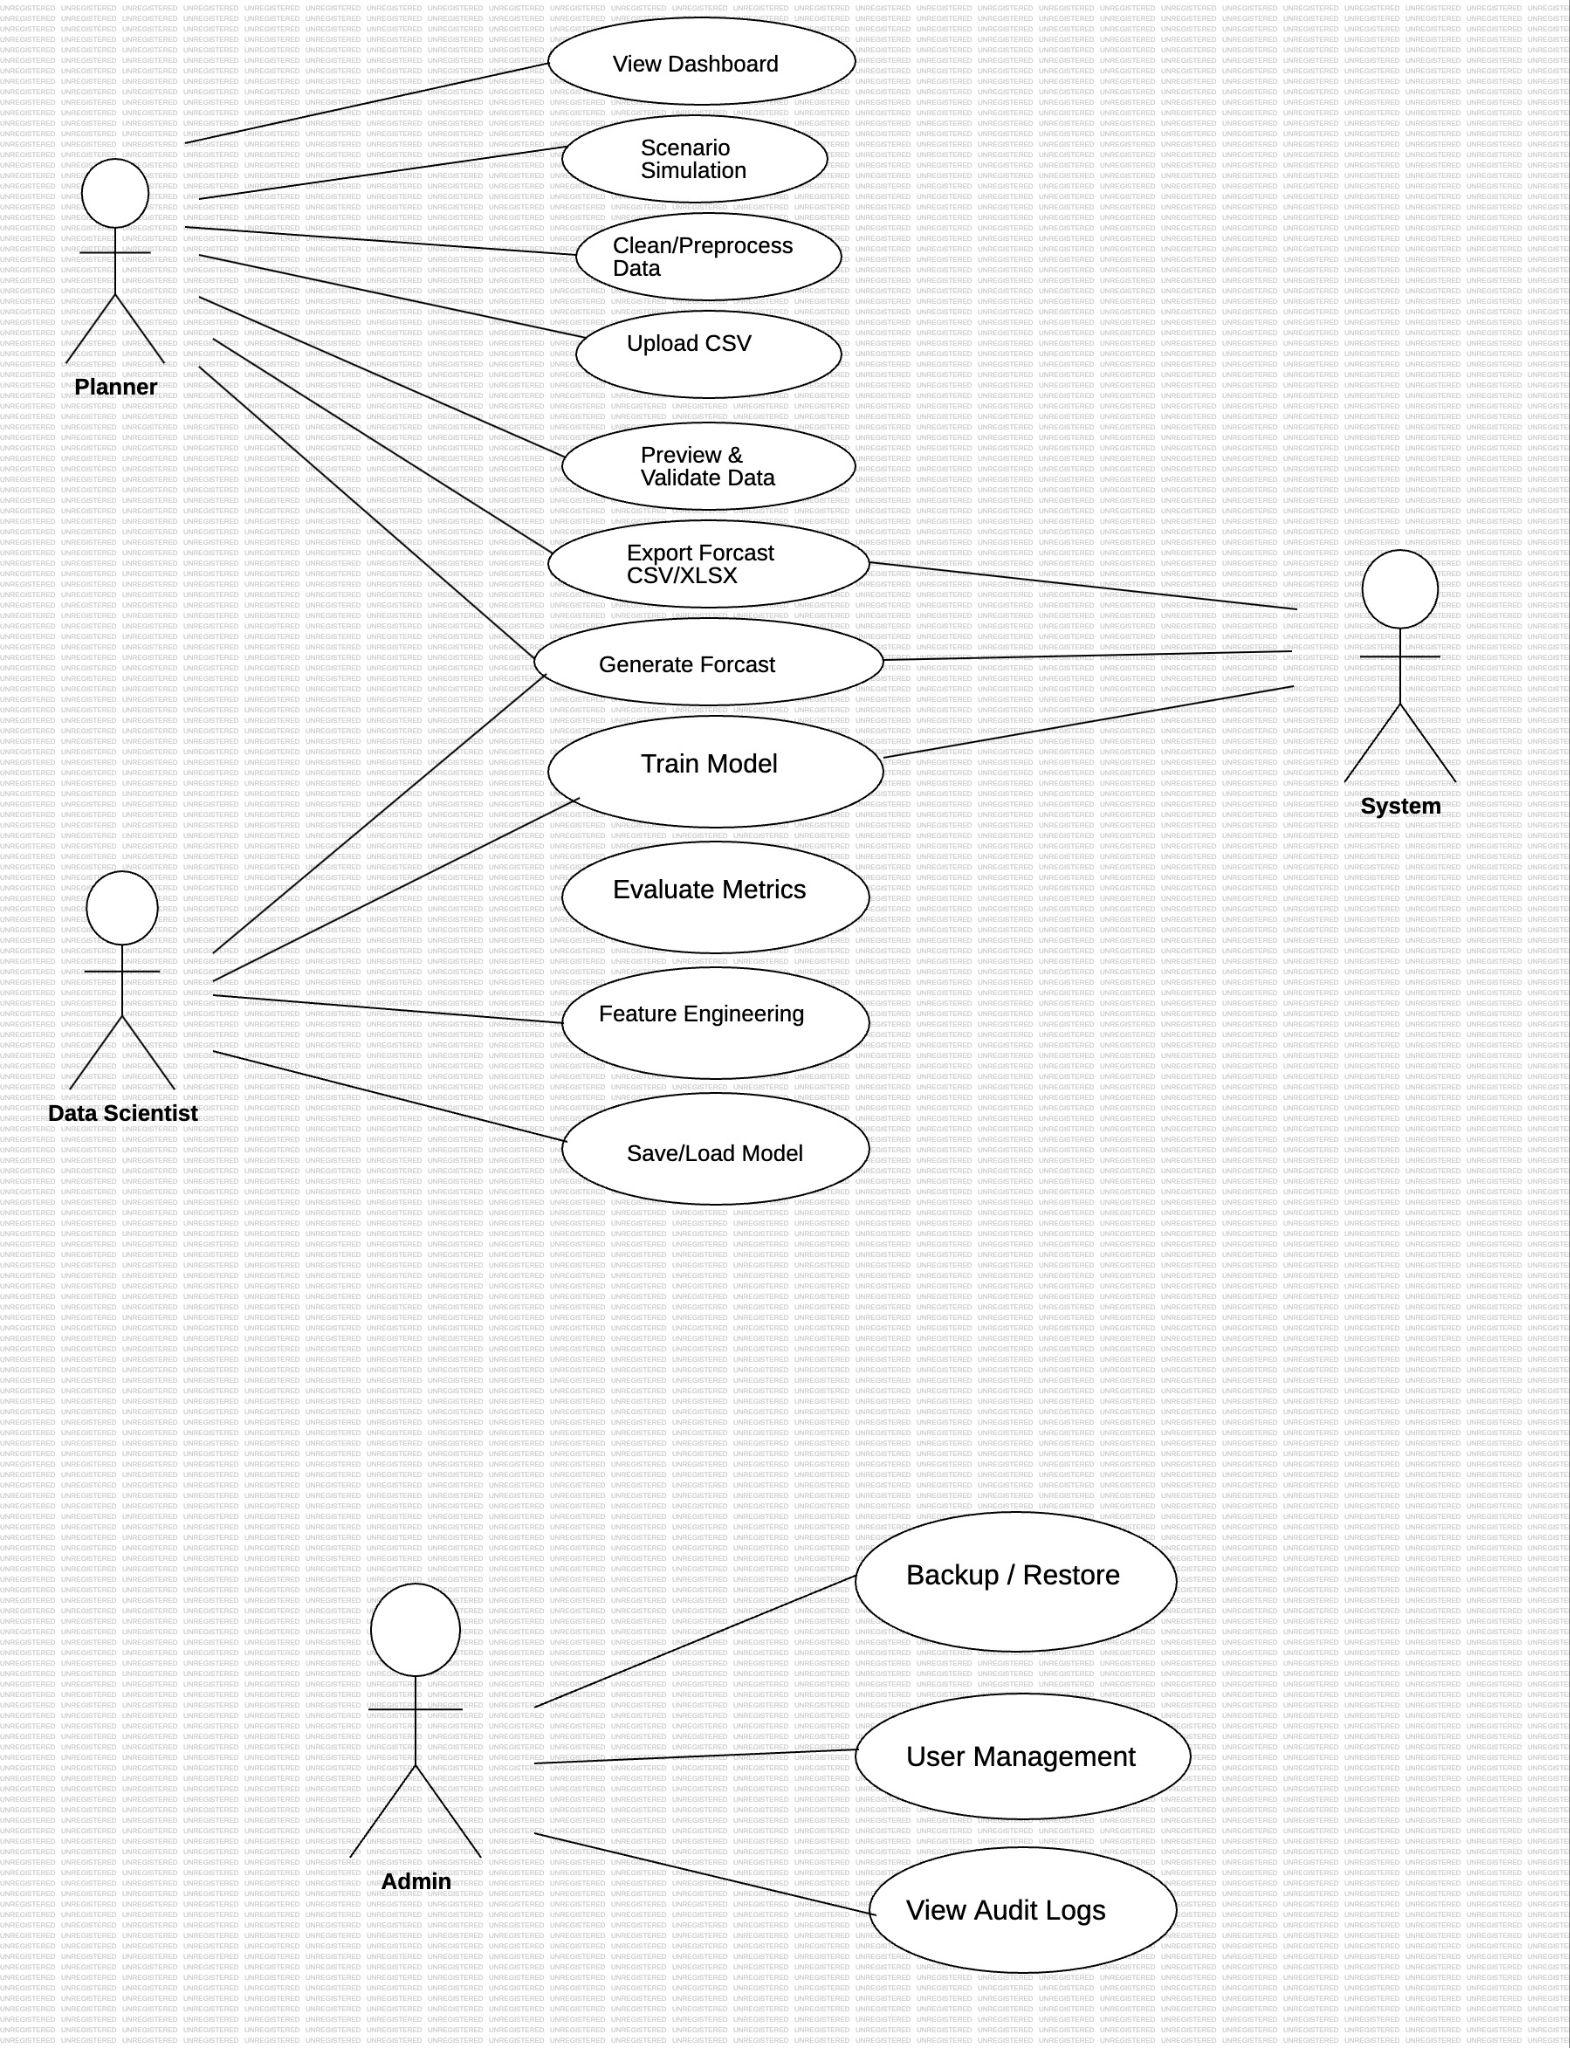 View Dashboard
Scenario
Simulation
Clean/Preprocess
Data
Upload CSV
Planner
Preview &
Validate Data
Export Forcast
CSV/XLSX
Generate Forcast
Train Model
System
Evaluate Metrics
Feature Engineering
Data Scientist
Save/Load Model
Backup / Restore
User Management
Admin
View Audit Logs
UNREGISTERED